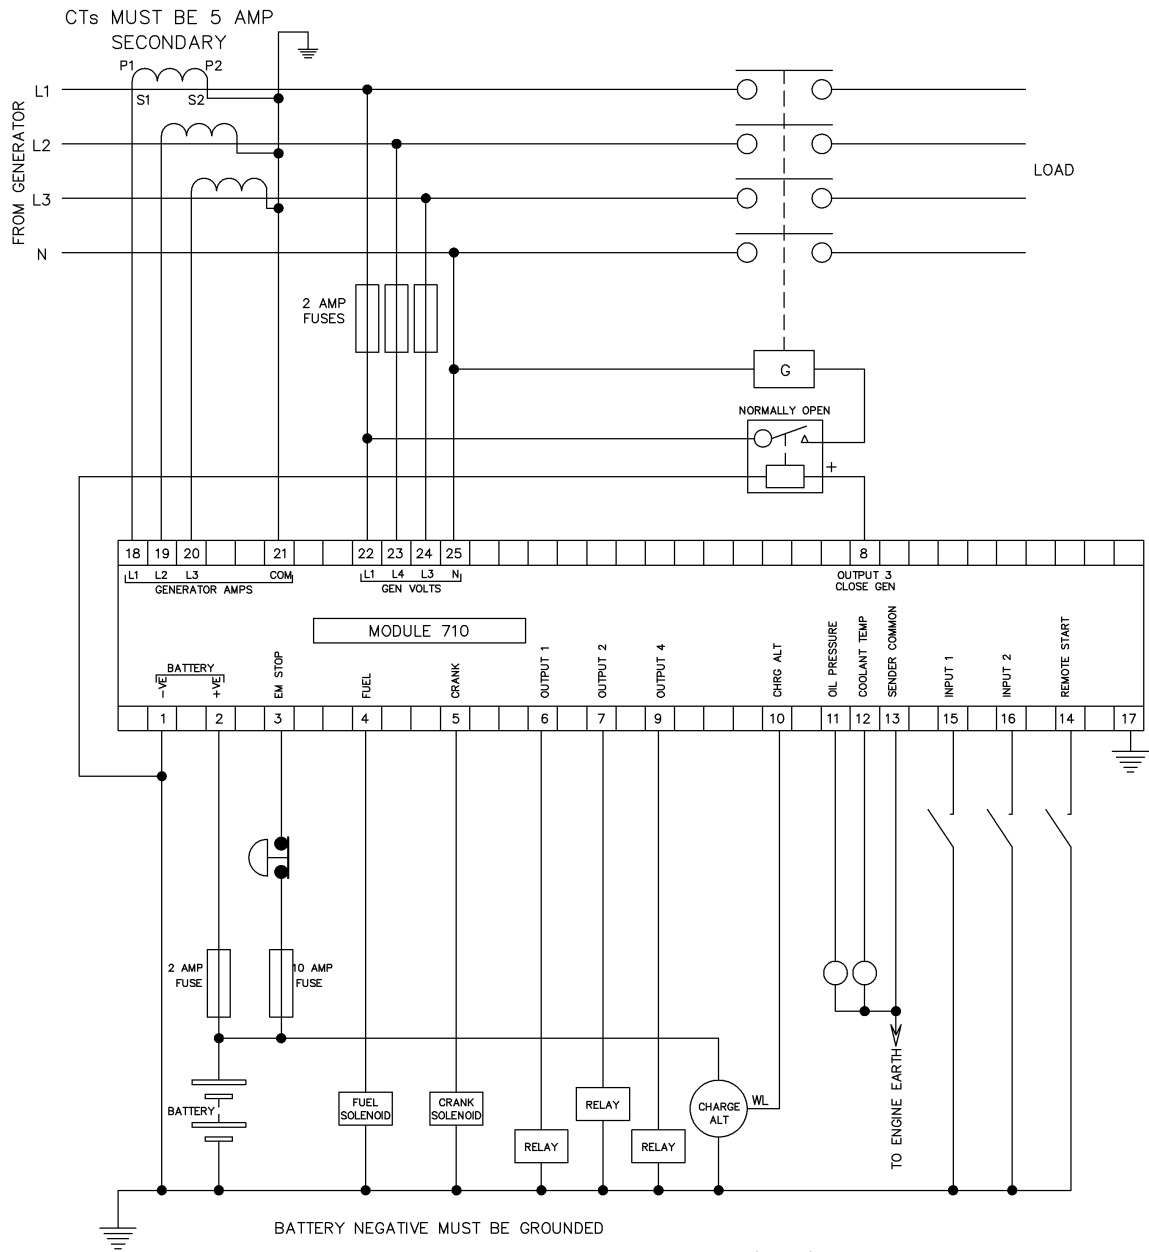 CTs MUST BE 5 AMP
SECONDARY
P1 P2
S1 S2
FROM GENERATOR
L1
L2
L3
N
LOAD
2 AMP
FUSES
G
NORMALLY OPEN
+
18 19 20 21 22 23 24 25 8
L1 L2 L3 COM
GENERATOR AMPS
L1 L4 L3 N
GEN VOLTS
OUTPUT 3
CLOSE GEN
MODULE 710
BATTERY
-VE
+VE
EM STOP
FUEL
CRANK
OUTPUT 1
OUTPUT 2
OUTPUT 4
CHRG ALT
OIL PRESSURE
COOLANT TEMP
SENDER COMMON
INPUT 1
INPUT 2
REMOTE START
1 2 3 4 5 6 7 9 10 11 12 13 15 16 14 17
2 AMP
FUSE
10 AMP
FUSE
BATTERY
FUEL
SOLENOID
CRANK
SOLENOID
RELAY
RELAY
RELAY
CHARGE
ALT
WL
TO ENGINE EARTH
BATTERY NEGATIVE MUST BE GROUNDED